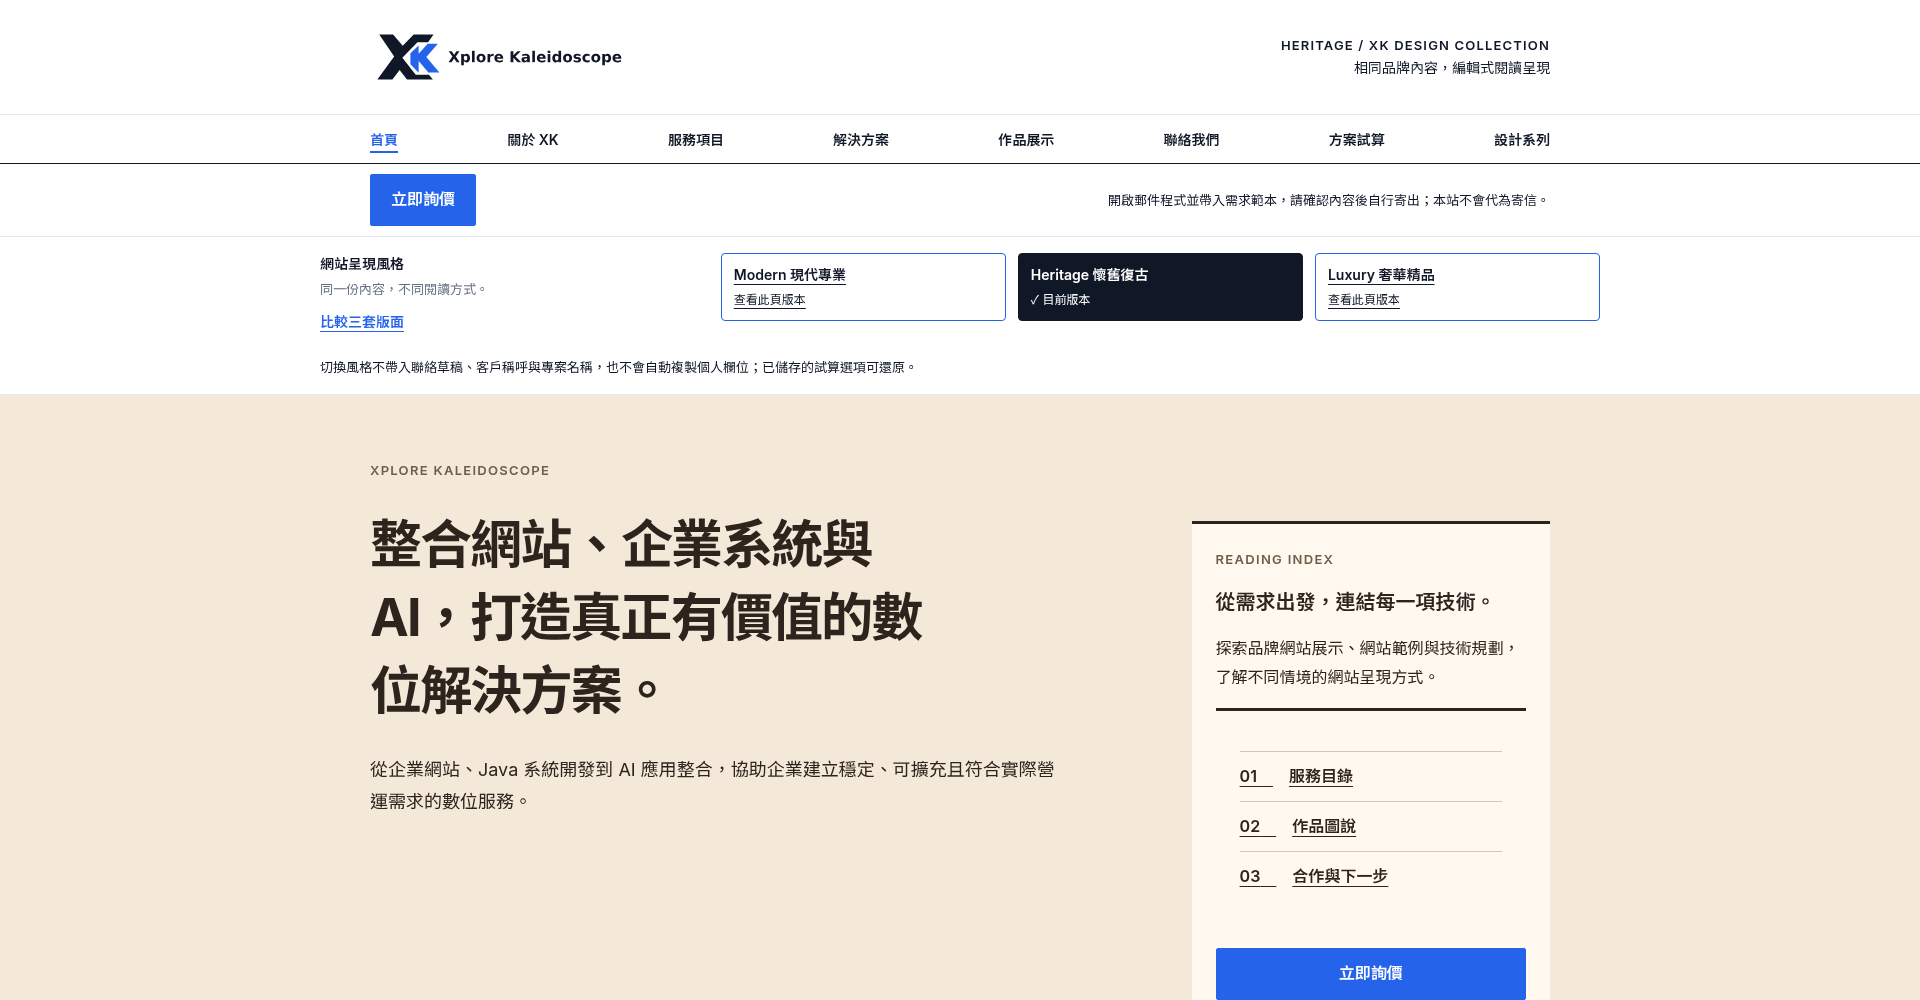 XK Xplore Kaleidoscope
HERITAGE / XK DESIGN COLLECTION
相同品牌內容，編輯式閱讀呈現
首頁 關於 XK 服務項目 解決方案 作品展示 聯絡我們 方案試算 設計系列
立即詢價
開啟郵件程式並帶入需求範本，請確認內容後自行寄出；本站不會代為寄信。
網站呈現風格
同一份內容，不同閱讀方式。
比較三套版面
Modern 現代專業
查看此頁版本
Heritage 懷舊復古
✓ 目前版本
Luxury 奢華精品
查看此頁版本
切換風格不帶入聯絡草稿、客戶稱呼與專案名稱，也不會自動複製個人欄位；已儲存的試算選項可還原。
XPLORE KALEIDOSCOPE
整合網站、企業系統與
AI，打造真正有價值的數
位解決方案。
從企業網站、Java 系統開發到 AI 應用整合，協助企業建立穩定、可擴充且符合實際營
運需求的數位服務。
READING INDEX
從需求出發，連結每一項技術。
探索品牌網站展示、網站範例與技術規劃，
了解不同情境的網站呈現方式。
01 服務目錄
02 作品圖說
03 合作與下一步
立即詢價